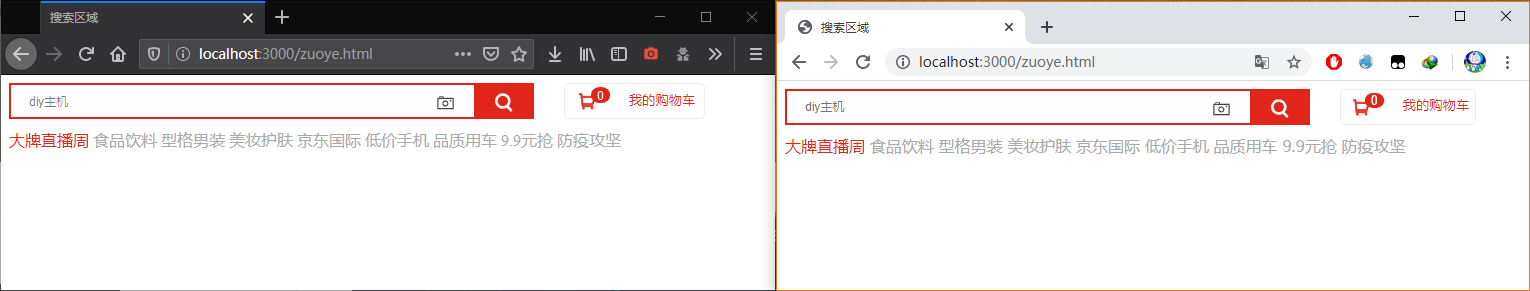 搜索区域
localhost:3000/zuoye.html
diy主机
0
我的购物车
大牌直播周 食品饮料 型格男装 美妆护肤 京东国际 低价手机 品质用车 9.9元抢 防疫攻坚
搜索区域
localhost:3000/zuoye.html
diy主机
0
我的购物车
大牌直播周 食品饮料 型格男装 美妆护肤 京东国际 低价手机 品质用车 9.9元抢 防疫攻坚